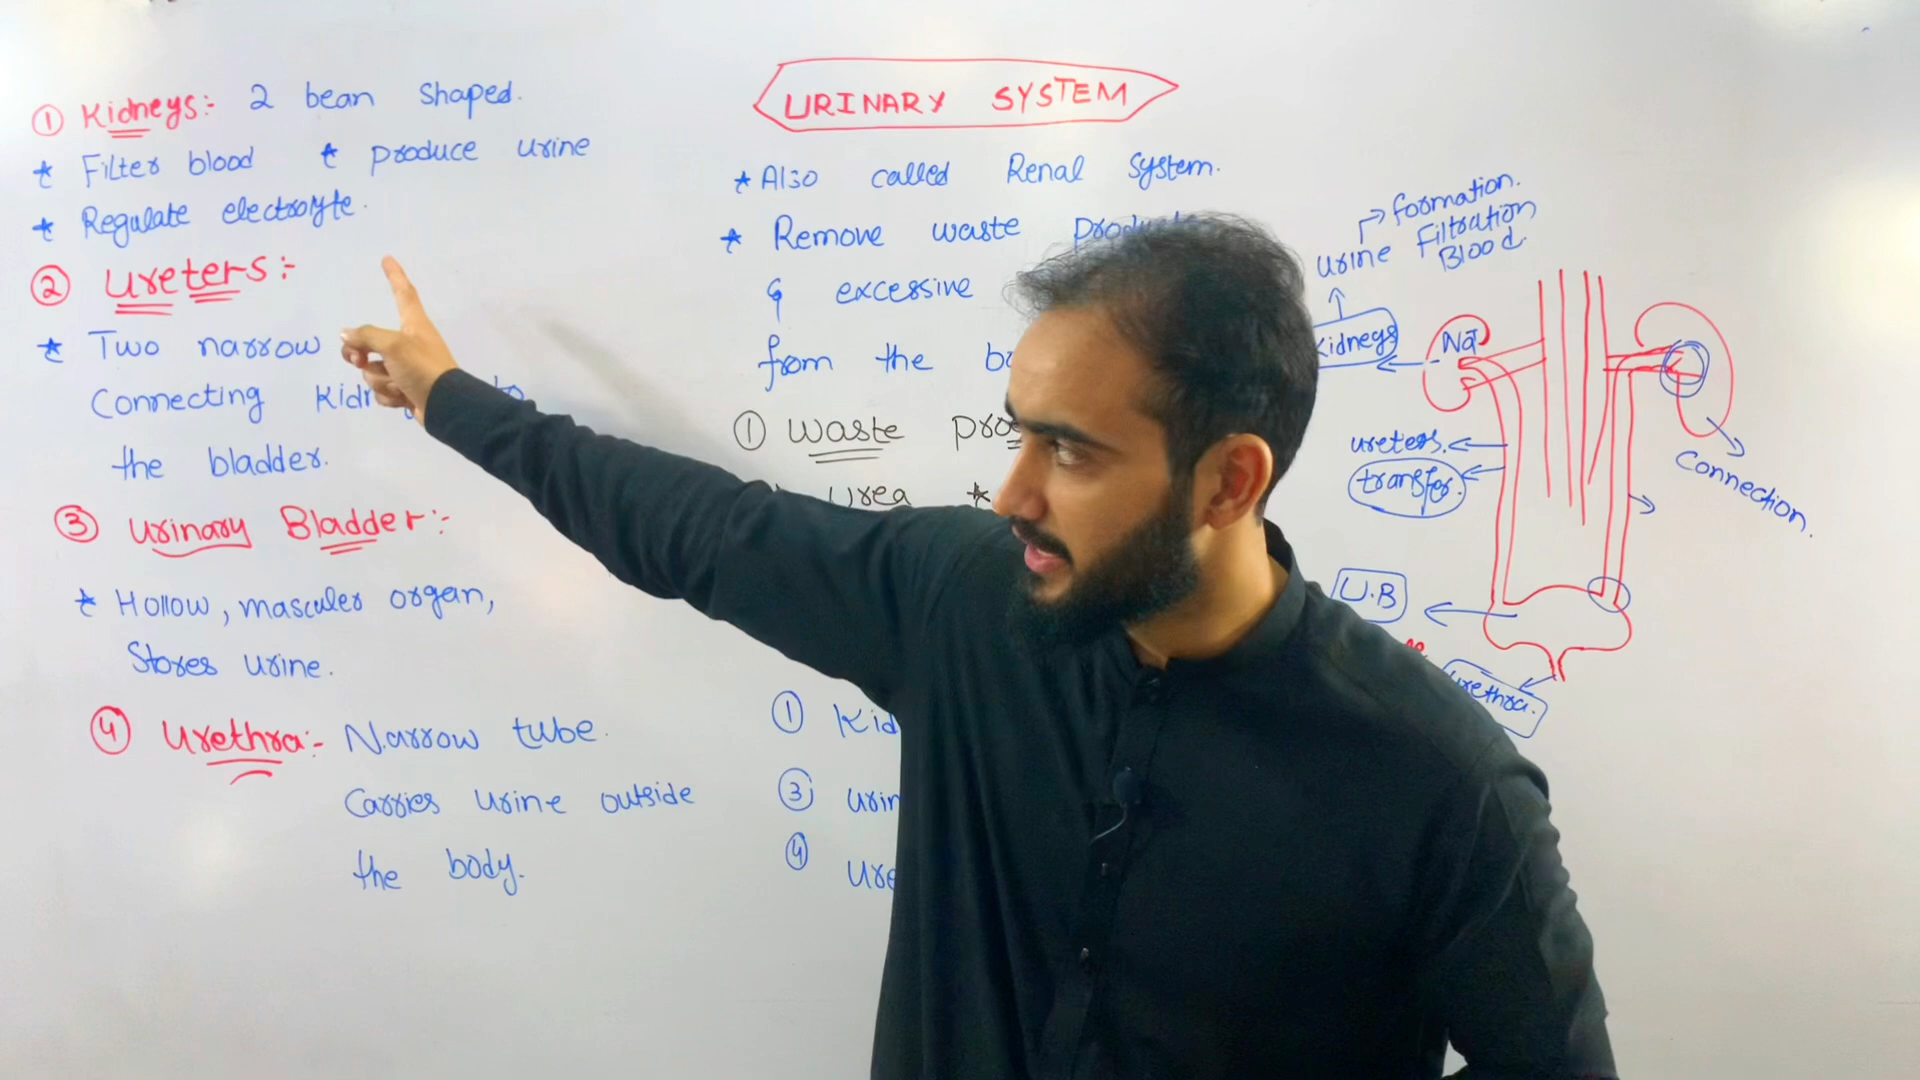 ① Kidneys:- 2 bean shaped.
* Filter blood * produce urine
* Regulate electrolyte.
② Ureters:-
* Two narrow
Connecting
the bladder.
③ Urinary Bladder:-
* Hollow, masculer organ,
Stores urine.
④ Urethra:- Narrow tube.
Carries urine outside
the body.
URINARY SYSTEM
* Also called Renal System.
* Remove waste
& excessive
from the
① Waste
urea *
①
③
④
formation.
urine Filtration
Blood.
Kidneys
Na+
ureters.
transfer.
Connection.
U.B
urethra.